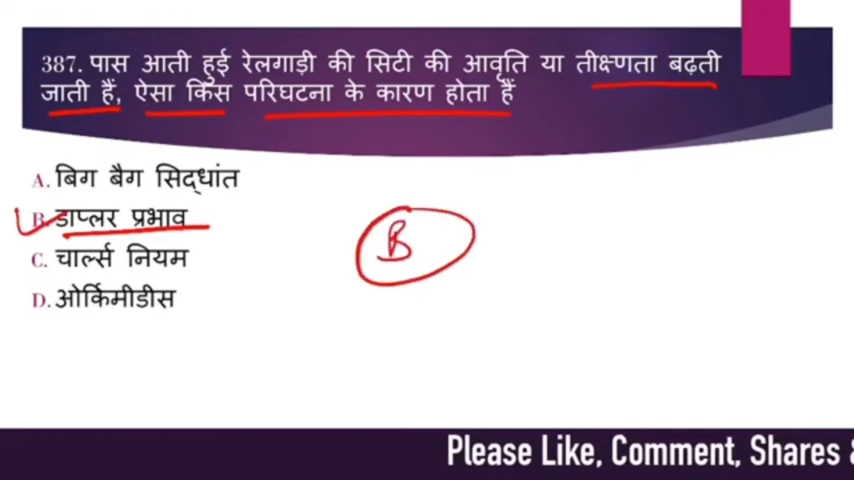 387. पास आती हुई रेलगाड़ी की सिटी की आवृति या तीक्ष्णता बढ़ती
जाती हैं, ऐसा किस परिघटना के कारण होता हैं
A. बिग बैग सिद्धांत
B. डाप्लर प्रभाव
B
C. चार्ल्स नियम
D. ओर्किमीडीस
Please Like, Comment, Shares &